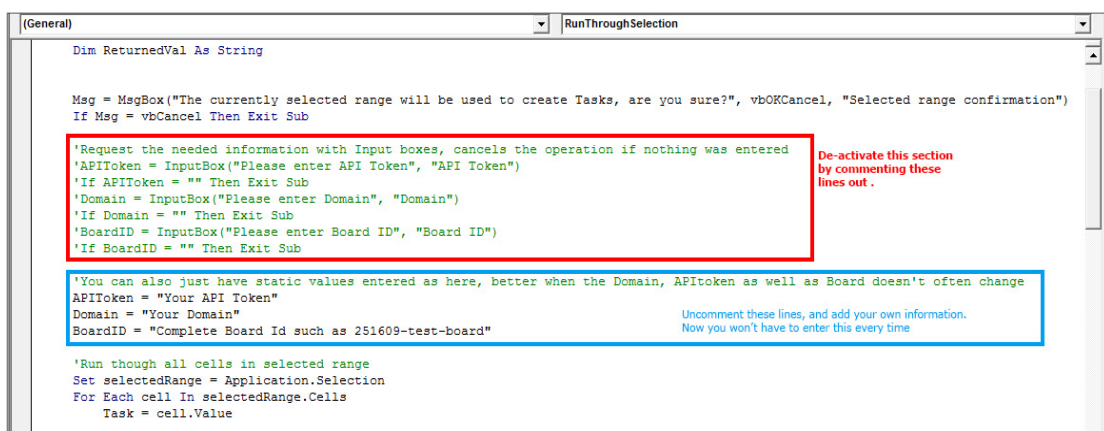 (General) RunThroughSelection
Dim ReturnedVal As String
Msg = MsgBox("The currently selected range will be used to create Tasks, are you sure?", vbOKCancel, "Selected range confirmation")
If Msg = vbCancel Then Exit Sub
'Request the needed information with Input boxes, cancels the operation if nothing was entered
'APIToken = InputBox("Please enter API Token", "API Token")
'If APIToken = "" Then Exit Sub
'Domain = InputBox("Please enter Domain", "Domain")
'If Domain = "" Then Exit Sub
'BoardID = InputBox("Please enter Board ID", "Board ID")
'If BoardID = "" Then Exit Sub
De-activate this section
by commenting these
lines out .
'You can also just have static values entered as here, better when the Domain, APItoken as well as Board doesn't often change
APIToken = "Your API Token"
Domain = "Your Domain"
BoardID = "Complete Board Id such as 251609-test-board"
Uncomment these lines, and add your own information.
Now you won't have to enter this every time
'Run though all cells in selected range
Set selectedRange = Application.Selection
For Each cell In selectedRange.Cells
Task = cell.Value